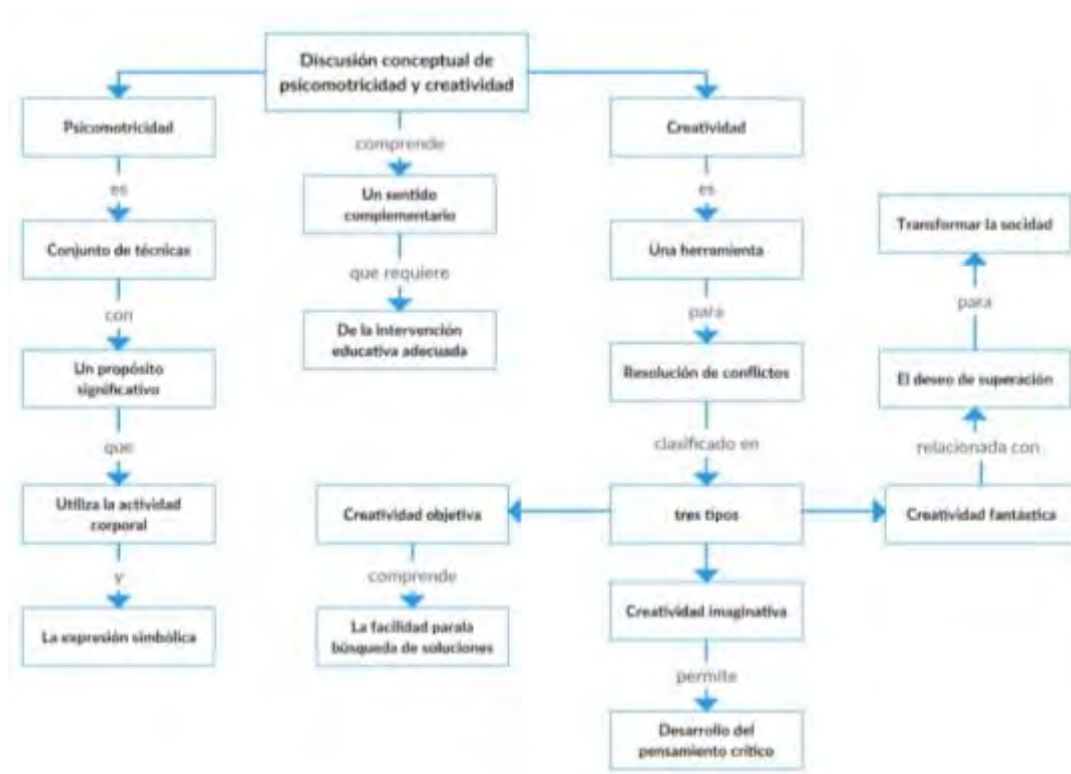 Discusión conceptual de
psicomotricidad y creatividad
Psicomotricidad
es
Conjunto de técnicas
con
Un propósito
significativo
que
Utiliza la actividad
corporal
y
La expresión simbólica
comprende
Un sentido
complementario
que requiere
De la intervención
educativa adecuada
Creatividad
es
Una herramienta
para
Resolución de conflictos
clasificado en
tres tipos
Creatividad objetiva
comprende
La facilidad parala
búsqueda de soluciones
Creatividad imaginativa
permite
Desarrollo del
pensamiento crítico
Creatividad fantástica
relacionada con
El deseo de superación
para
Transformar la socidad